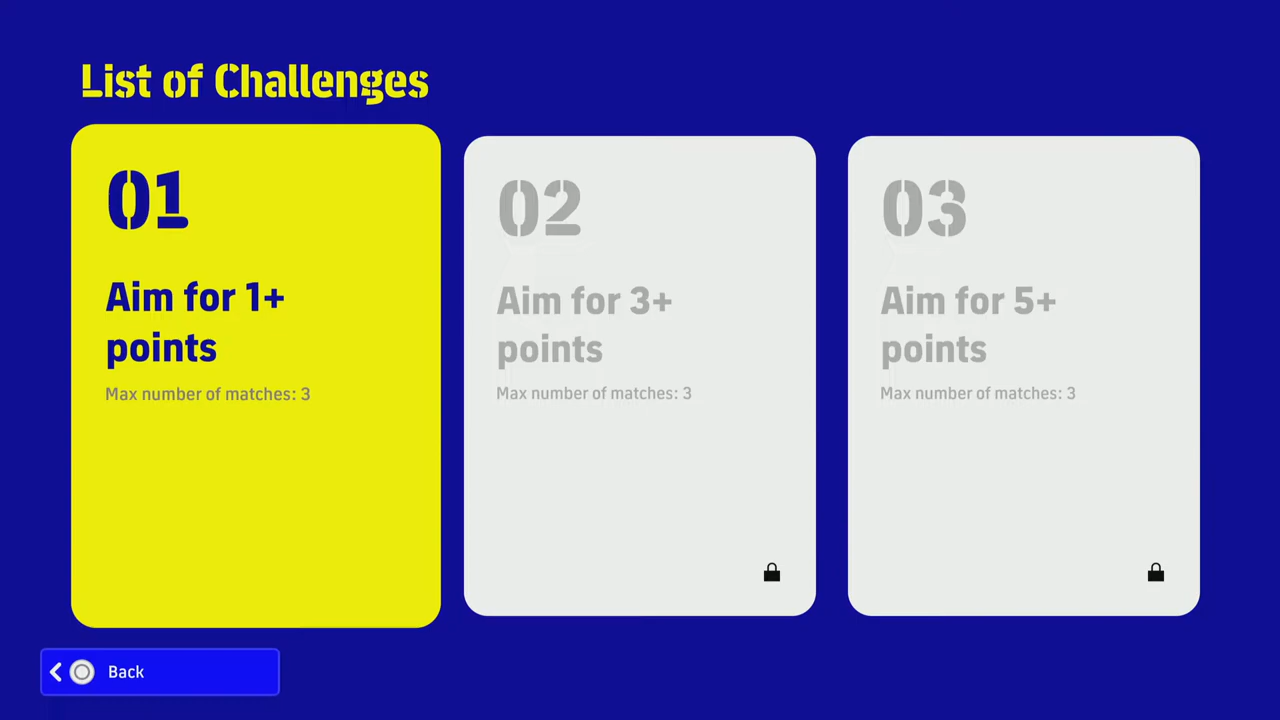 List of Challenges
01
Aim for 1+
points
Max number of matches: 3
02
Aim for 3+
points
Max number of matches: 3
03
Aim for 5+
points
Max number of matches: 3
Back